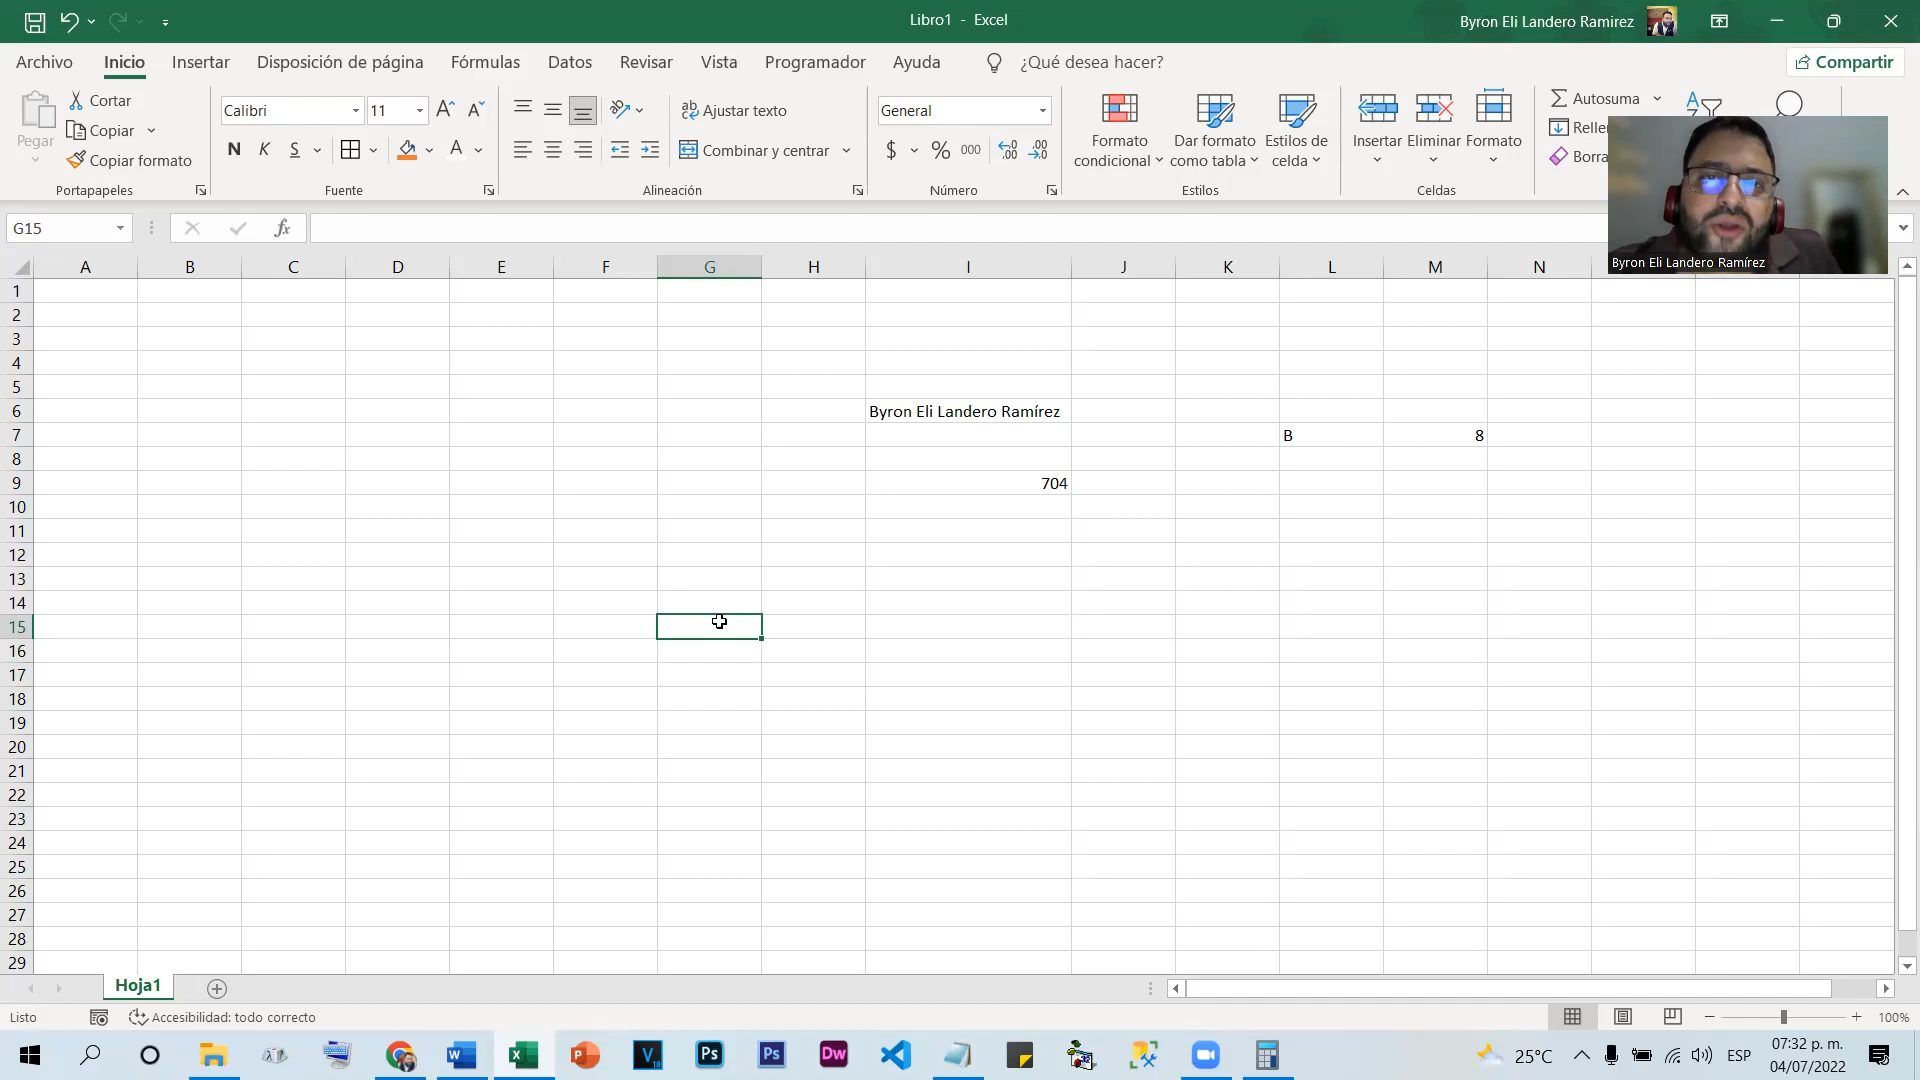 Libro1 - Excel
Byron Eli Landero Ramirez
Archivo Inicio Insertar Disposición de página Fórmulas Datos Revisar Vista Programador Ayuda ¿Qué desea hacer? Compartir
Pegar
Cortar
Copiar
Copiar formato
Portapapeles
Calibri 11
N K S A
Fuente
Ajustar texto
Combinar y centrar
Alineación
General
$ % 000
Número
Formato condicional
Dar formato como tabla
Estilos de celda
Estilos
Insertar Eliminar Formato
Celdas
Autosuma
Relle
Borra
Byron Eli Landero Ramírez
G15 fx
A B C D E F G H I J K L M N
1
2
3
4
5
6 Byron Eli Landero Ramírez
7 B 8
8
9 704
10
11
12
13
14
15
16
17
18
19
20
21
22
23
24
25
26
27
28
29
Hoja1
Listo Accesibilidad: todo correcto 100%
25°C ESP 07:32 p. m.
04/07/2022